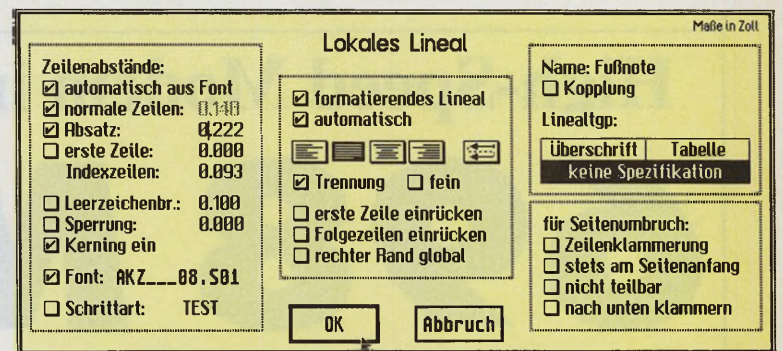 Maße in Zoll
Lokales Lineal
Zeilenabstände:
automatisch aus Font
normale Zeilen: 0.140
Absatz: 0.222
erste Zeile: 0.000
Indexzeilen: 0.093
Leerzeichenbr.: 0.100
Sperrung: 0.000
Kerning ein
Font: AKZ___08.S01
Schrittart: TEST
formatierendes Lineal
automatisch
Trennung fein
erste Zeile einrücken
Folgezeilen einrücken
rechter Rand global
OK Abbruch
Name: Fußnote
Kopplung
Linealtyp:
Überschrift Tabelle
keine Spezifikation
für Seitenumbruch:
Zeilenklammerung
stets am Seitenanfang
nicht teilbar
nach unten klammern